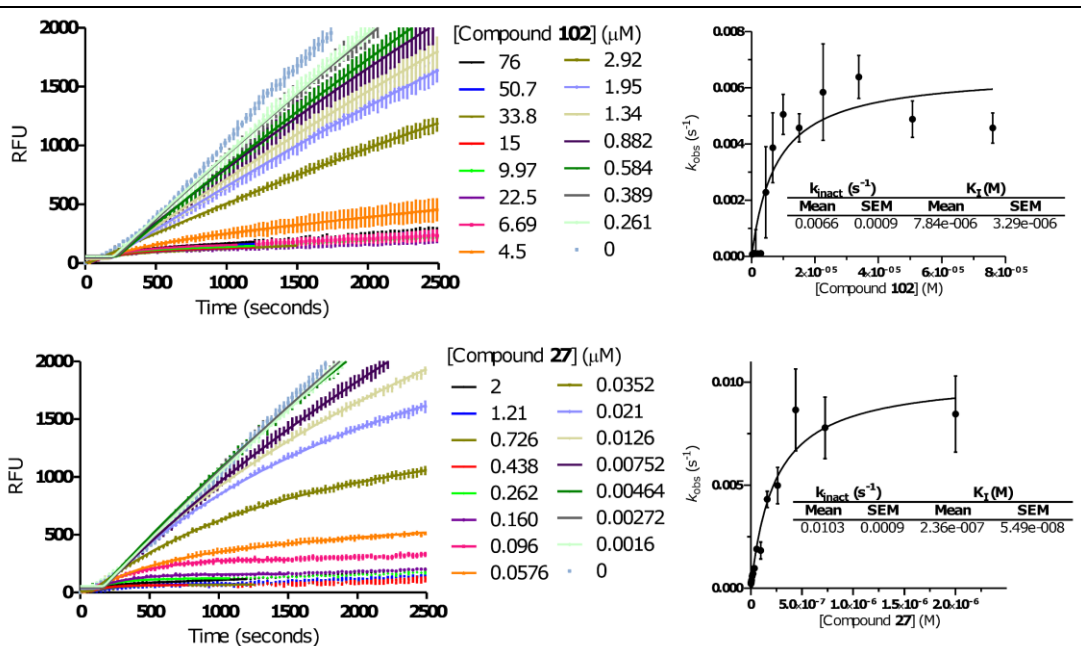 2000
1500
1000
500
0
RFU
0 500 1000 1500 2000 2500
Time (seconds)
[Compound 102] (μM)
76 2.92
50.7 1.95
33.8 1.34
15 0.882
9.97 0.584
22.5 0.389
6.69 0.261
4.5 0
0.008
0.006
0.004
0.002
0.000
kobs (s-1)
kinact (s-1) KI (M)
Mean SEM Mean SEM
0.0066 0.0009 7.84e-006 3.29e-006
0 2×10-05 4×10-05 6×10-05 8×10-05
[Compound 102] (M)
2000
1500
1000
500
0
RFU
0 500 1000 1500 2000 2500
Time (seconds)
[Compound 27] (μM)
2 0.0352
1.21 0.021
0.726 0.0126
0.438 0.00752
0.262 0.00464
0.160 0.00272
0.096 0.0016
0.0576 0
0.010
0.005
0.000
kobs (s-1)
kinact (s-1) KI (M)
Mean SEM Mean SEM
0.0103 0.0009 2.36e-007 5.49e-008
0 5.0×10-7 1.0×10-6 1.5×10-6 2.0×10-6
[Compound 27] (M)